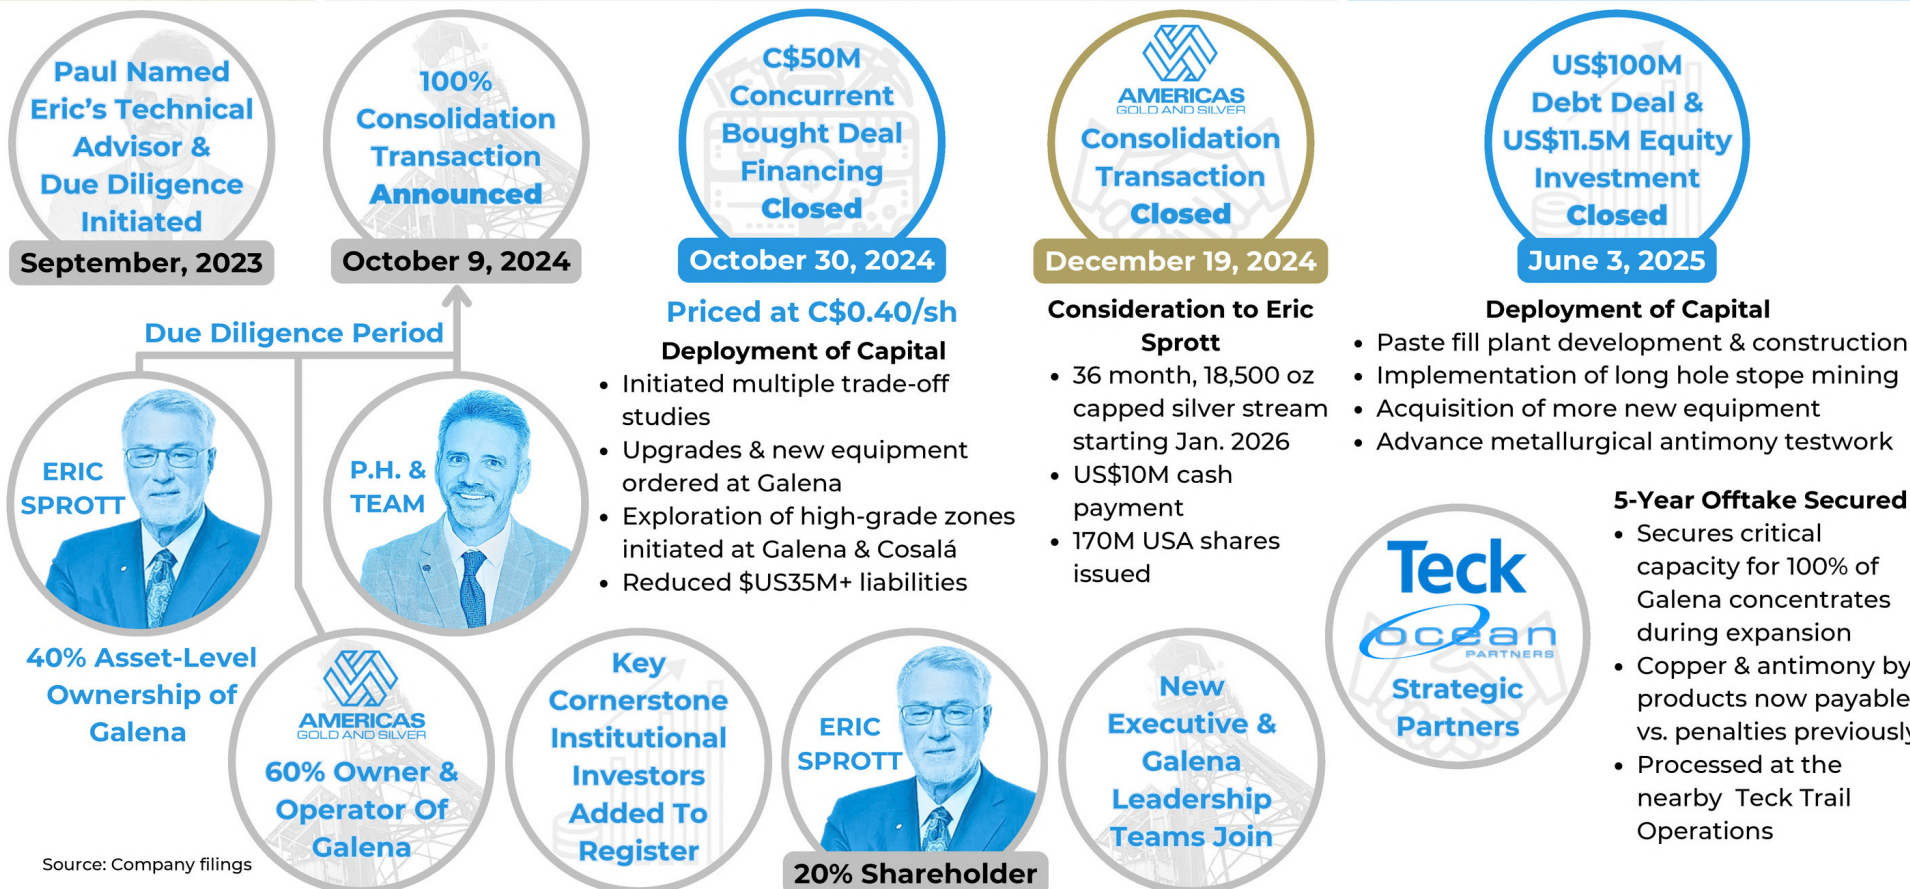 Paul Named
Eric's Technical
Advisor &
Due Diligence
Initiated
September, 2023
100%
Consolidation
Transaction
Announced
October 9, 2024
C$50M
Concurrent
Bought Deal
Financing
Closed
October 30, 2024
AMERICAS
GOLD AND SILVER
Consolidation
Transaction
Closed
December 19, 2024
US$100M
Debt Deal &
US$11.5M Equity
Investment
Closed
June 3, 2025
Due Diligence Period
ERIC
SPROTT
P.H. &
TEAM
40% Asset-Level
Ownership of
Galena
AMERICAS
GOLD AND SILVER
60% Owner &
Operator Of
Galena
Source: Company filings
Priced at C$0.40/sh
Deployment of Capital
• Initiated multiple trade-off
studies
• Upgrades & new equipment
ordered at Galena
• Exploration of high-grade zones
initiated at Galena & Cosalá
• Reduced $US35M+ liabilities
Key
Cornerstone
Institutional
Investors
Added To
Register
Consideration to Eric
Sprott
• 36 month, 18,500 oz
capped silver stream
starting Jan. 2026
• US$10M cash
payment
• 170M USA shares
issued
ERIC
SPROTT
20% Shareholder
New
Executive &
Galena
Leadership
Teams Join
Deployment of Capital
• Paste fill plant development & construction
• Implementation of long hole stope mining
• Acquisition of more new equipment
• Advance metallurgical antimony testwork
Teck
ocean
PARTNERS
Strategic
Partners
5-Year Offtake Secured
• Secures critical
capacity for 100% of
Galena concentrates
during expansion
• Copper & antimony by
products now payable
vs. penalties previously
• Processed at the
nearby Teck Trail
Operations